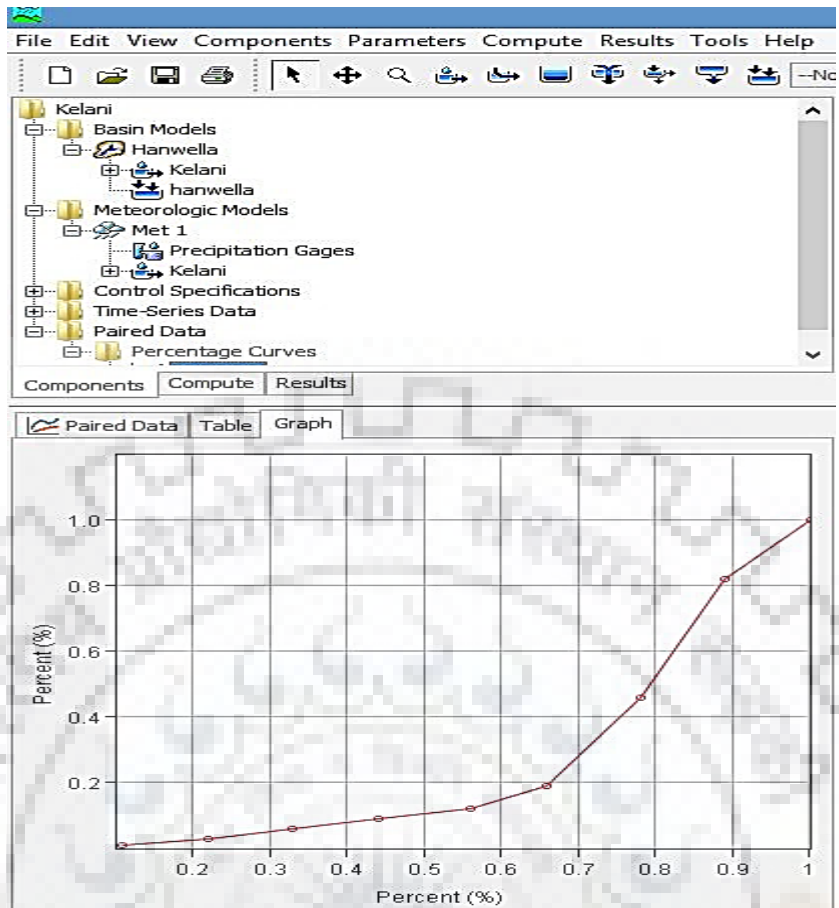 File Edit View Components Parameters Compute Results Tools Help
--No
Kelani
Basin Models
Hanwella
Kelani
hanwella
Meteorologic Models
Met 1
Precipitation Gages
Kelani
Control Specifications
Time-Series Data
Paired Data
Percentage Curves
Components Compute Results
Paired Data Table Graph
1.0
0.8
0.6
0.4
0.2
Percent (%)
0.2 0.3 0.4 0.5 0.6 0.7 0.8 0.9 1
Percent (%)